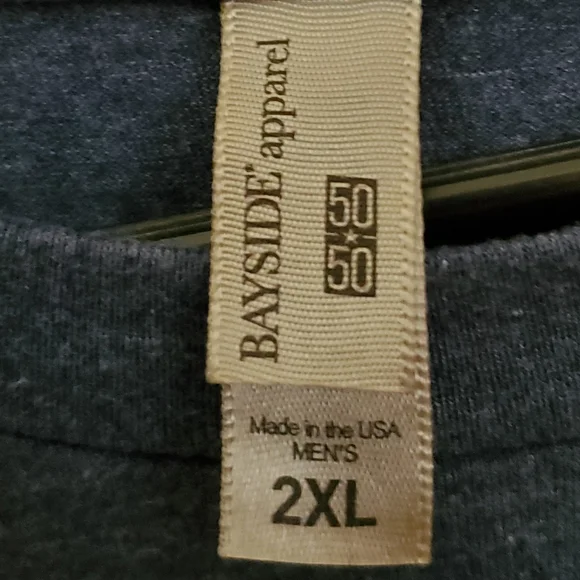 BAYSIDE® apparel
50
50
Made in the USA
MEN'S
2XL